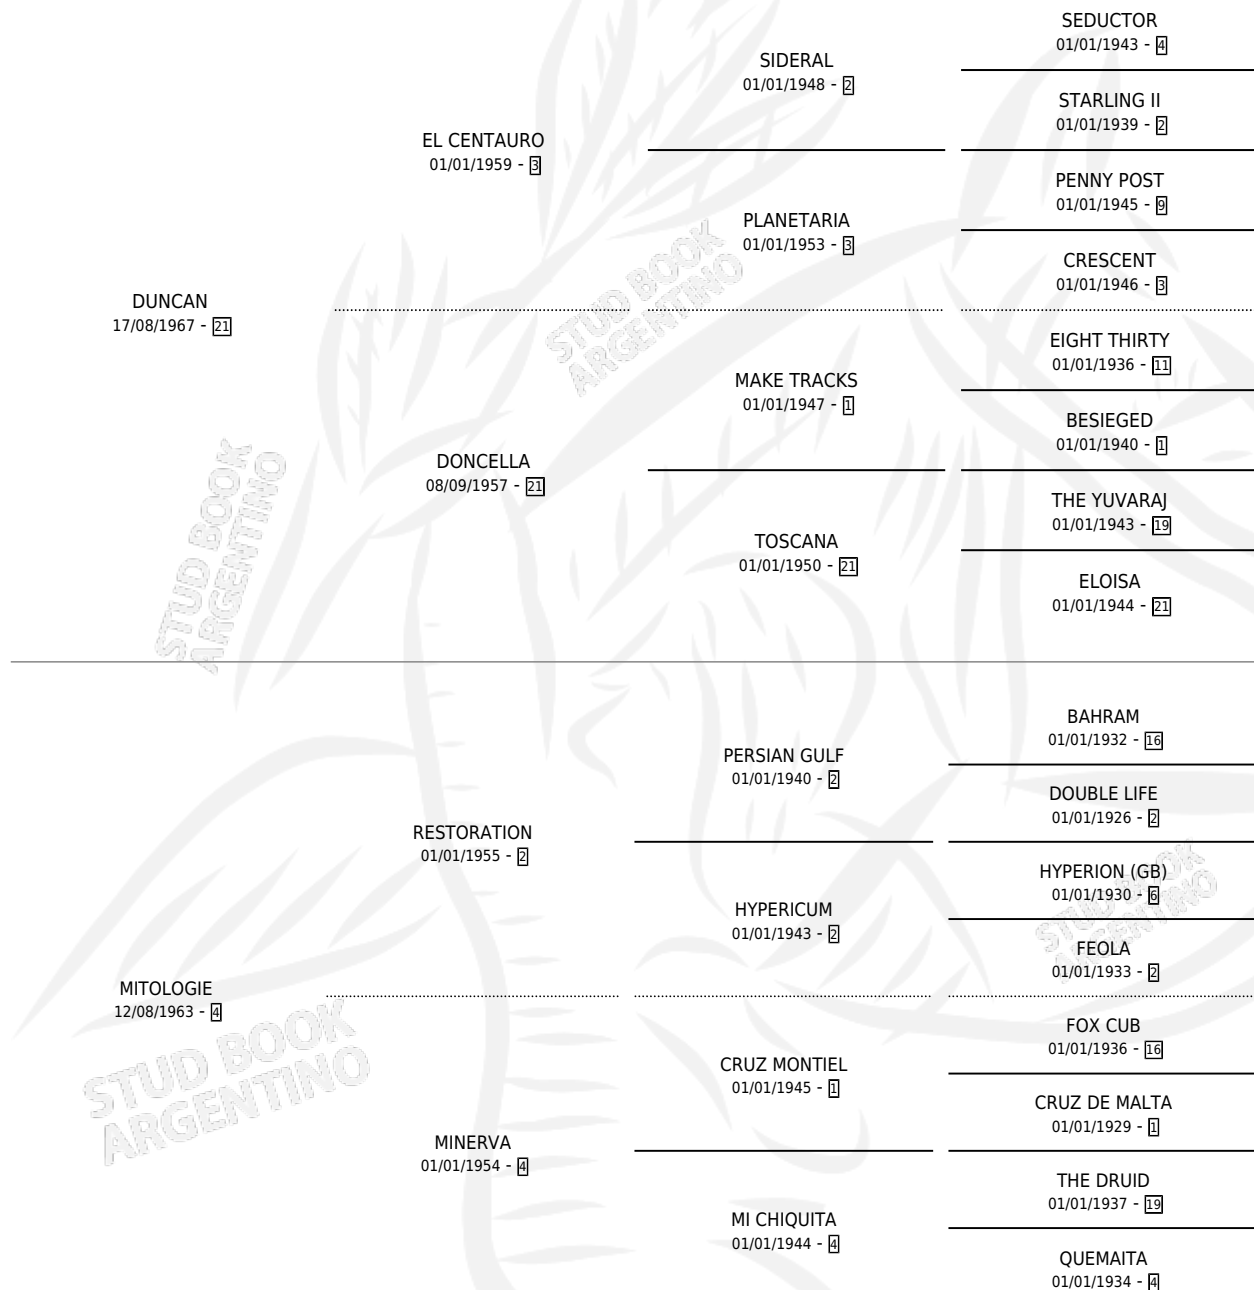 SEDUCTOR
01/01/1943 - 4
SIDERAL
01/01/1948 - 2
STARLING II
01/01/1939 - 2
EL CENTAURO
01/01/1959 - 3
PENNY POST
01/01/1945 - 9
PLANETARIA
01/01/1953 - 3
CRESCENT
01/01/1946 - 3
DUNCAN
17/08/1967 - 21
EIGHT THIRTY
01/01/1936 - 11
MAKE TRACKS
01/01/1947 - 1
BESIEGED
01/01/1940 - 1
DONCELLA
08/09/1957 - 21
THE YUVARAJ
01/01/1943 - 19
TOSCANA
01/01/1950 - 21
ELOISA
01/01/1944 - 21
STUD BOOK
ARGENTINO
STUD BOOK
ARGENTINO
BAHRAM
01/01/1932 - 16
PERSIAN GULF
01/01/1940 - 2
DOUBLE LIFE
01/01/1926 - 2
RESTORATION
01/01/1955 - 2
HYPERION (GB)
01/01/1930 - 6
HYPERICUM
01/01/1943 - 2
FEOLA
01/01/1933 - 2
MITOLOGIE
12/08/1963 - 4
FOX CUB
01/01/1936 - 16
CRUZ MONTIEL
01/01/1945 - 1
CRUZ DE MALTA
01/01/1929 - 1
MINERVA
01/01/1954 - 4
THE DRUID
01/01/1937 - 19
MI CHIQUITA
01/01/1944 - 4
QUEMAITA
01/01/1934 - 4
STUD BOOK
ARGENTINO
STUD BOOK
ARGENTINO